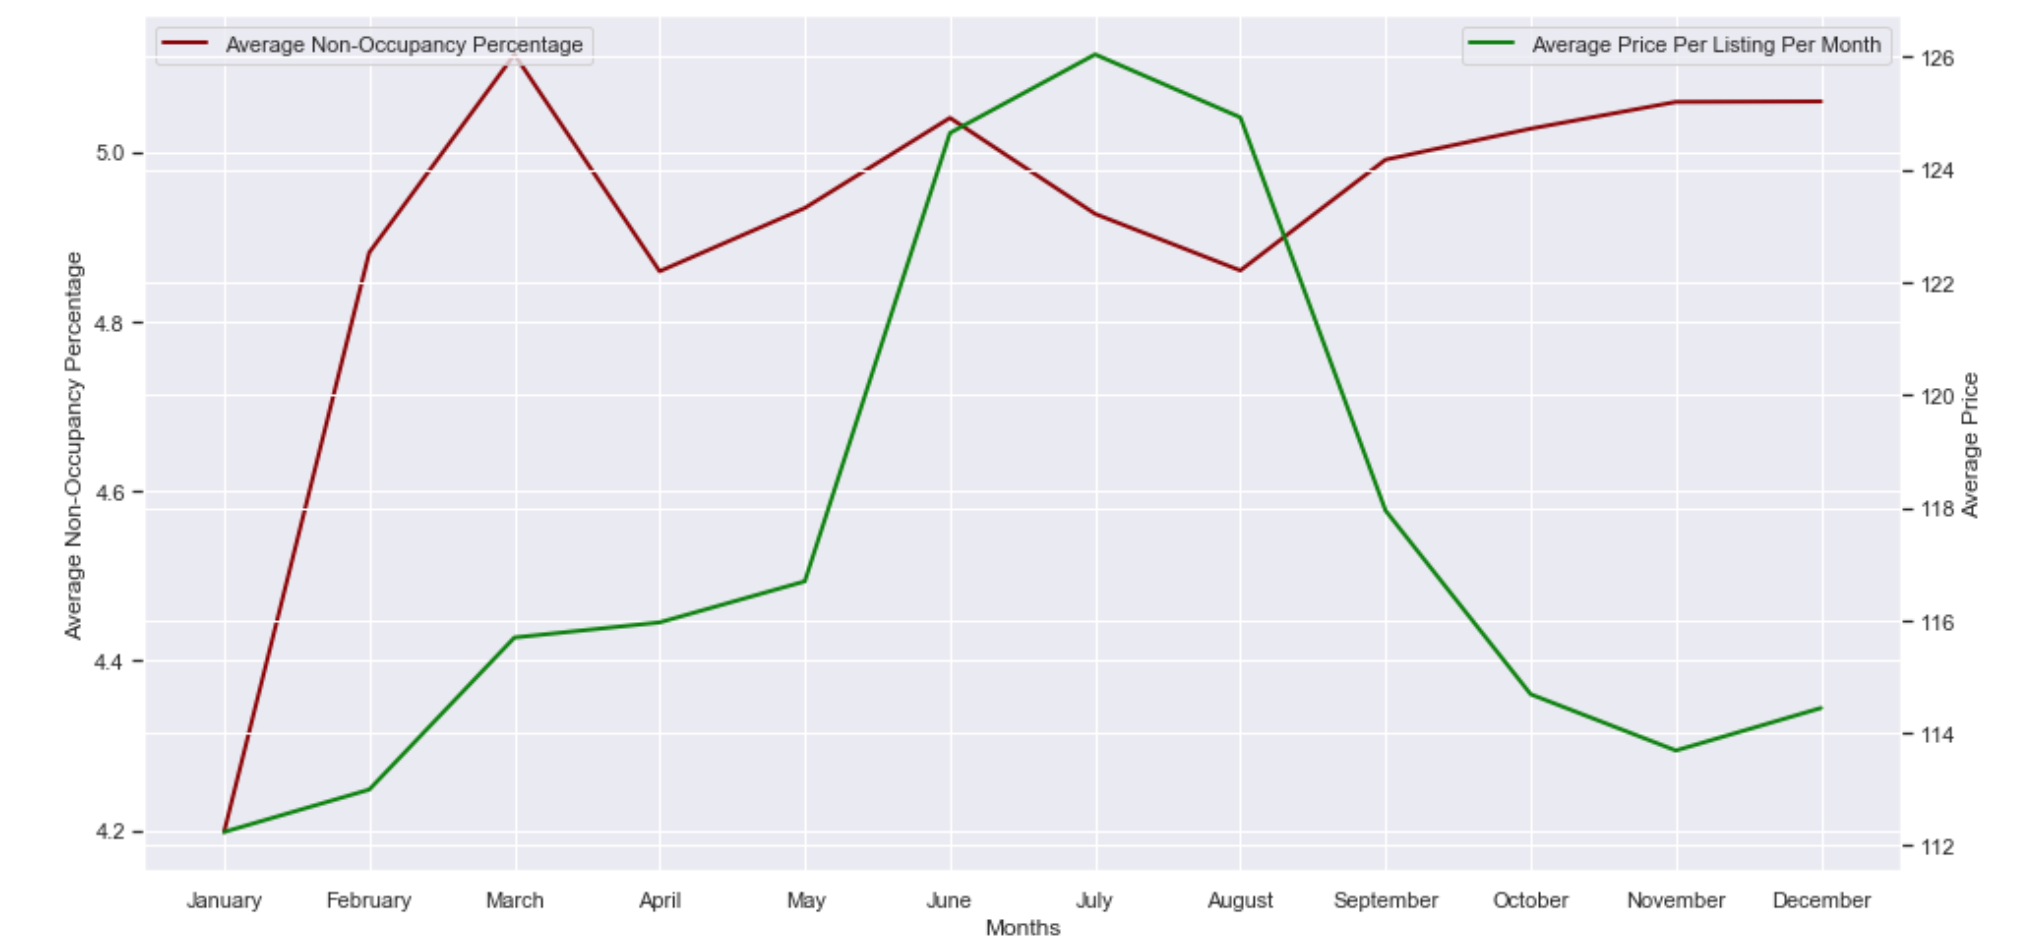 Average Non-Occupancy Percentage
Average Price Per Listing Per Month
Average Non-Occupancy Percentage
5.0
4.8
4.6
4.4
4.2
126
124
122
120
118
116
114
112
Average Price
January February March April May June July August September October November December
Months